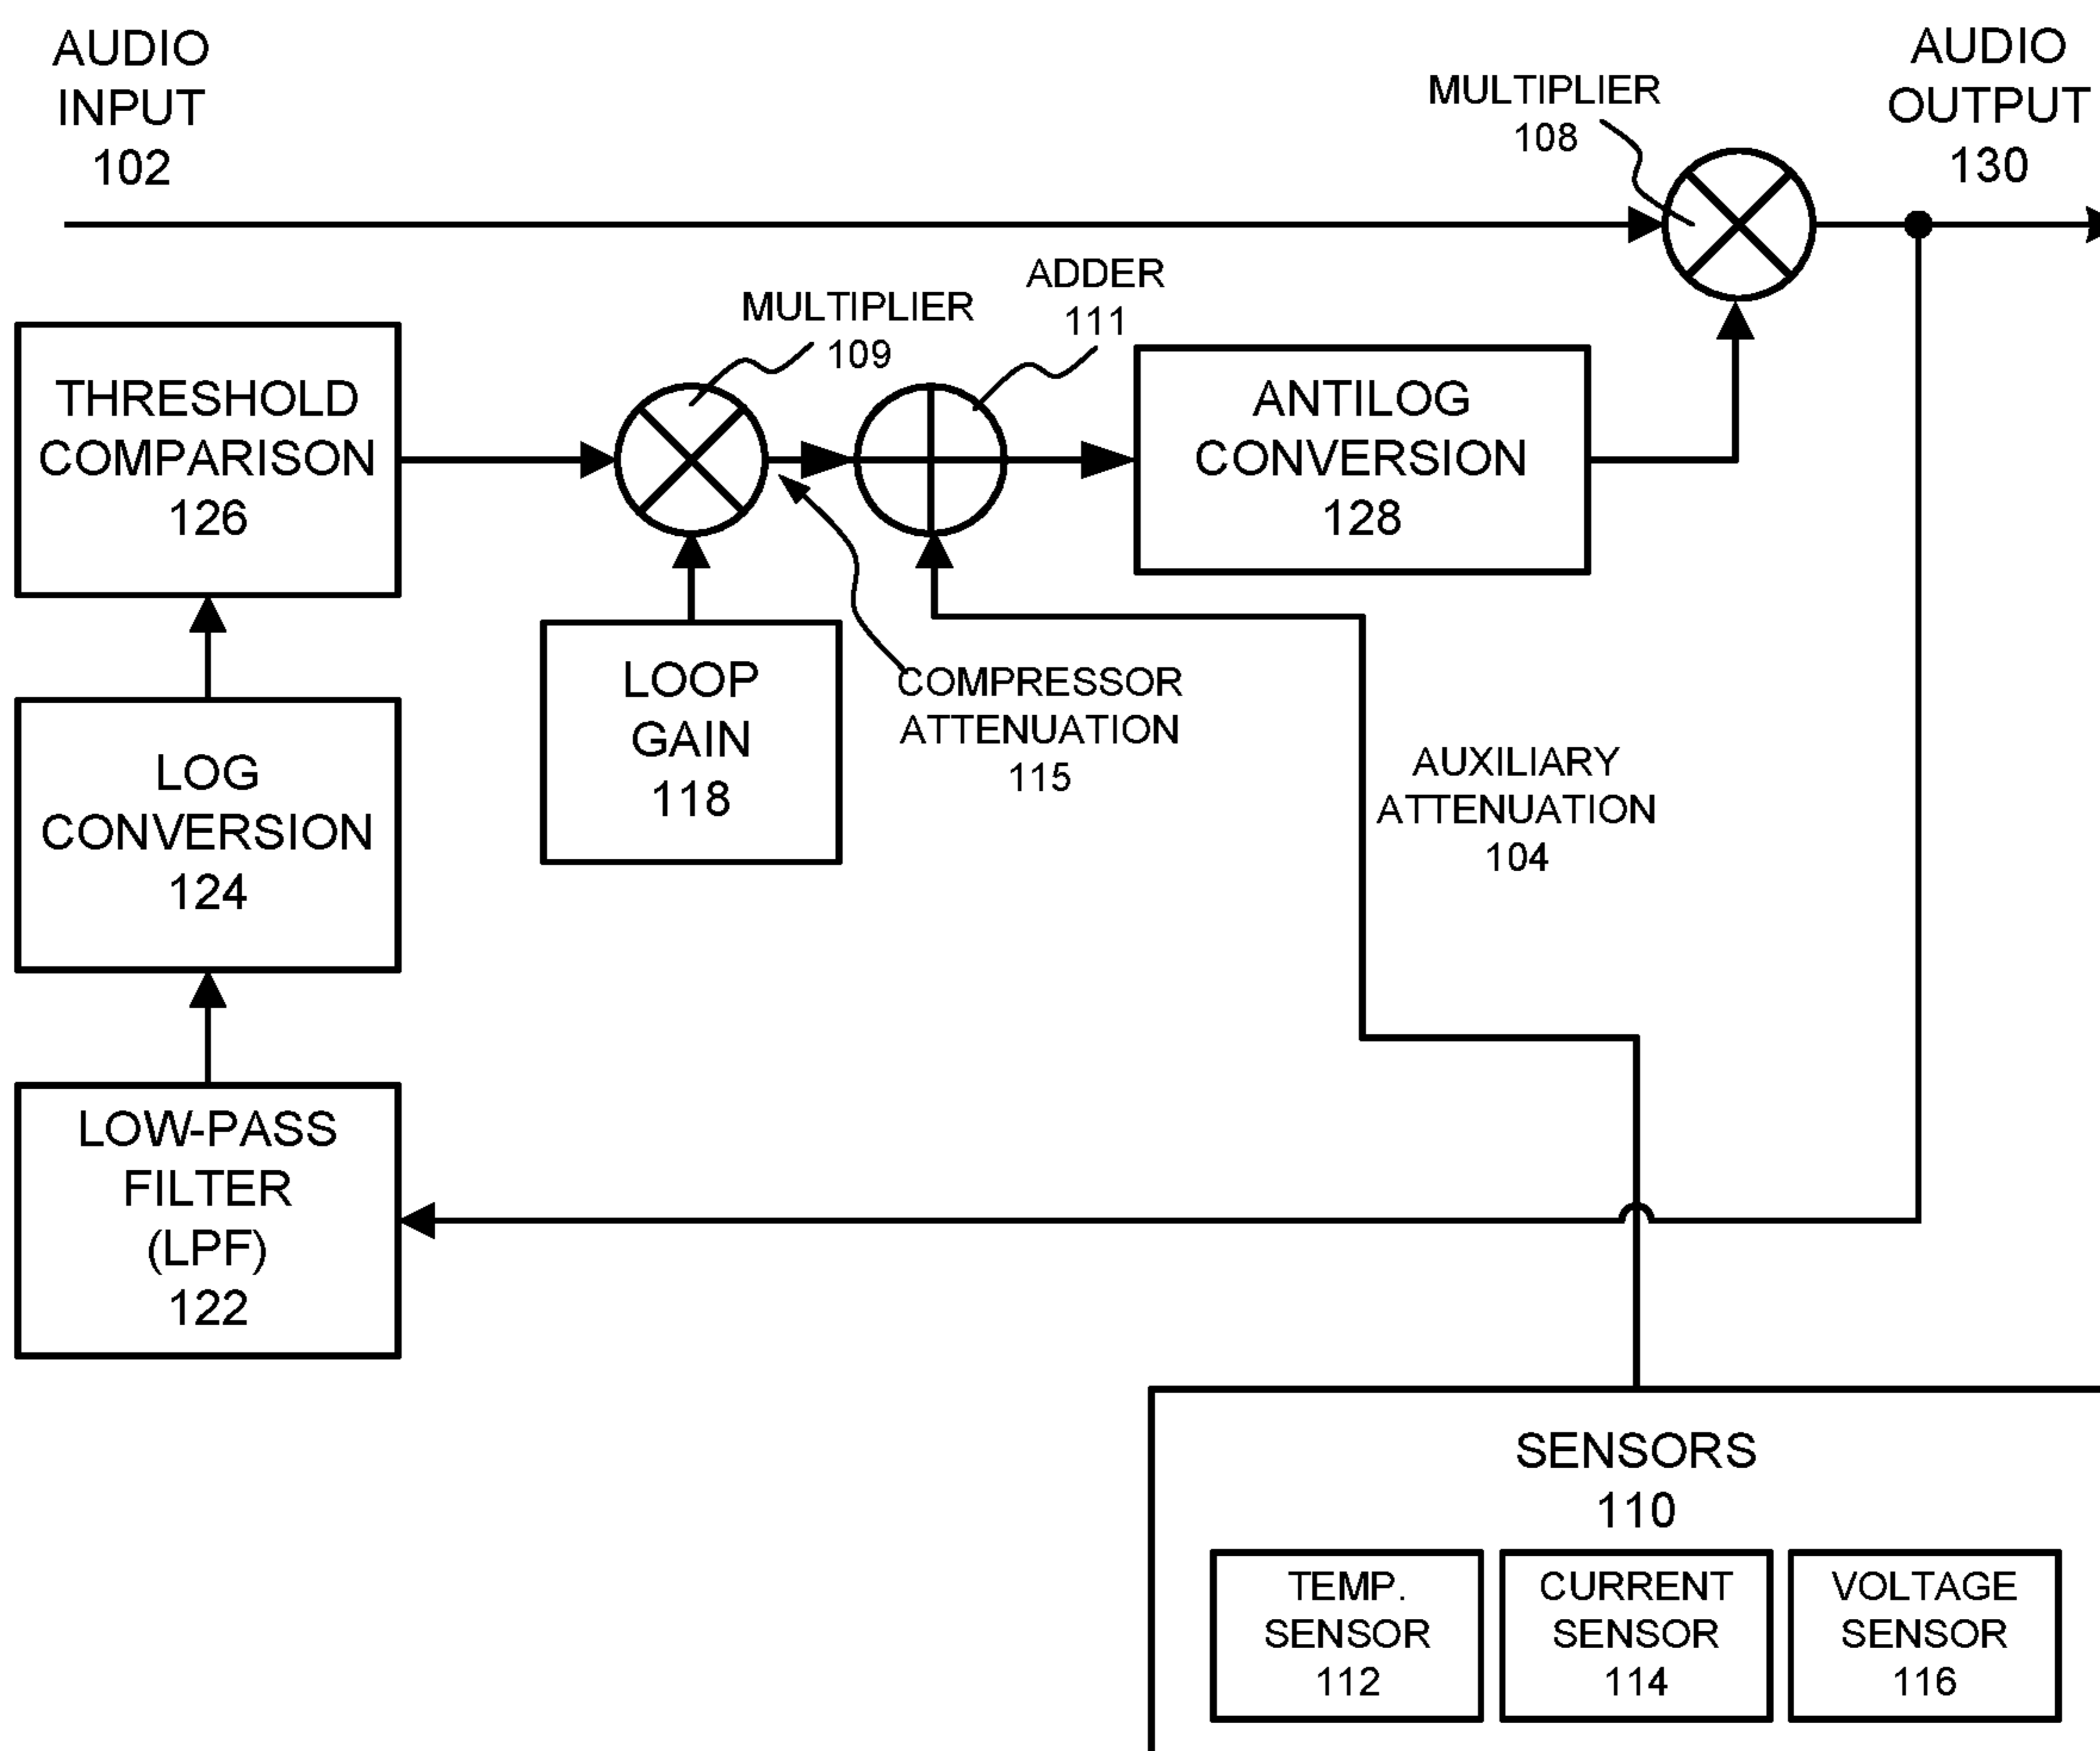 AUDIO
INPUT
102
MULTIPLIER
108
AUDIO
OUTPUT
130
MULTIPLIER
109
ADDER
111
THRESHOLD
COMPARISON
126
ANTILOG
CONVERSION
128
LOOP
GAIN
118
COMPRESSOR
ATTENUATION
115
LOG
CONVERSION
124
AUXILIARY
ATTENUATION
104
LOW-PASS
FILTER
(LPF)
122
SENSORS
110
TEMP.
SENSOR
112
CURRENT
SENSOR
114
VOLTAGE
SENSOR
116